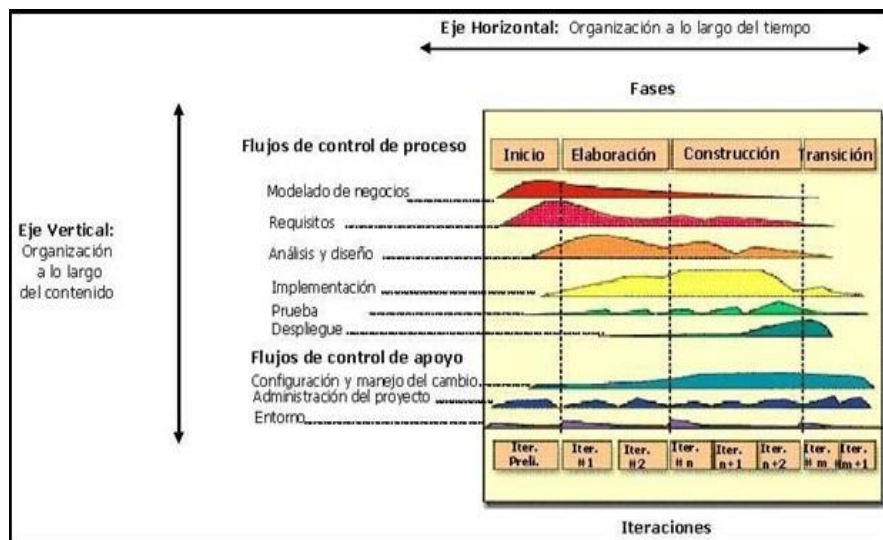 Eje Horizontal: Organización a lo largo del tiempo
Fases
Flujos de control de proceso
Inicio
Elaboración
Construcción
Transición
Modelado de negocios
Requisitos
Eje Vertical:
Organización
a lo largo
del contenido
Análisis y diseño
Implementación
Prueba
Despliegue
Flujos de control de apoyo
Configuración y manejo del cambio
Administración del proyecto
Entorno
Iter.
Preli.
Iter.
#1
Iter.
#2
Iter.
# n
Iter.
n+1
Iter.
n+2
Iter.
# m
Iter.
#m+1
Iteraciones